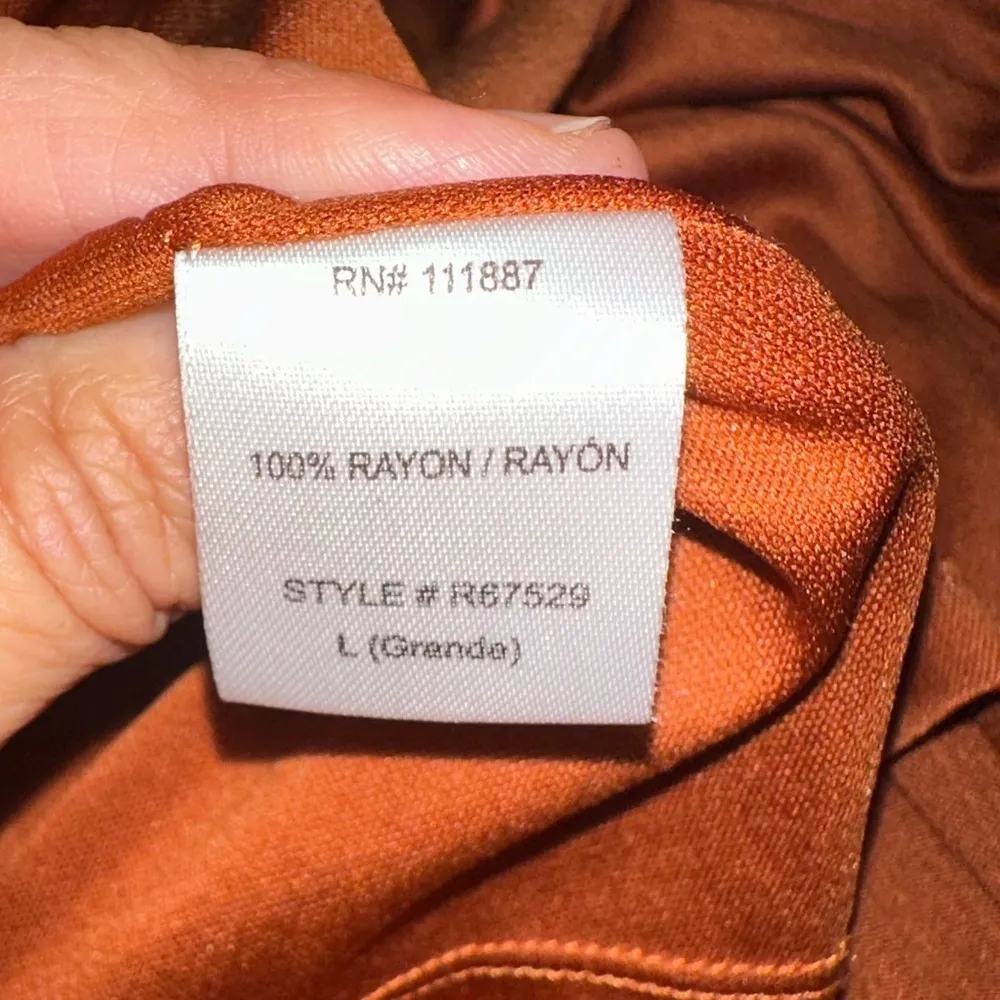 RN# 111887
100% RAYON / RAYÓN
STYLE # R67529
L (Grande)